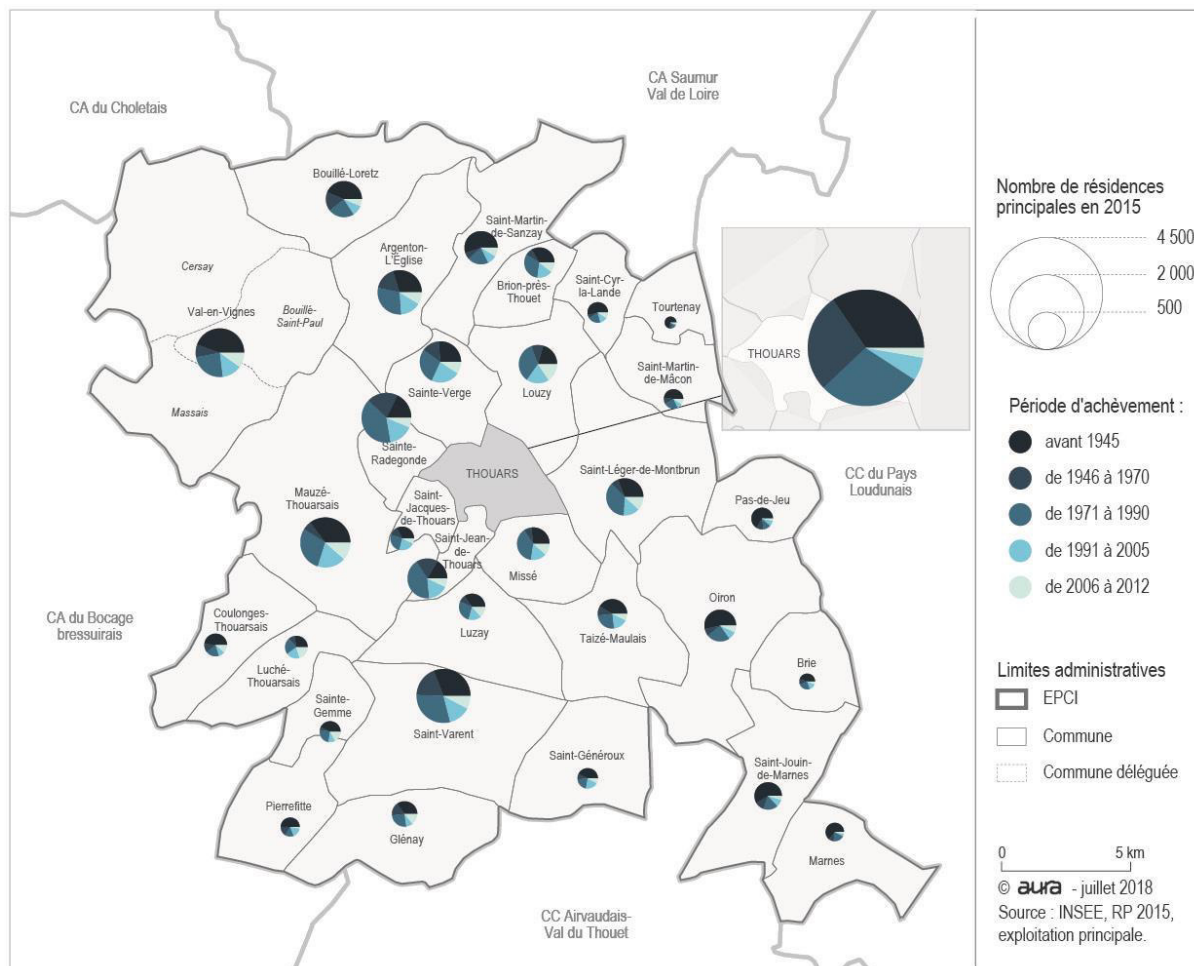 CA Saumur
Val de Loire
CA du Choletais
Bouillé-Loretz
Saint-Martin-
de-Sanzay
Argenton-
L'Église
Cersay
Brion-près-
Thouet
Saint-Cyr-
la-Lande
Tourtenay
Val-en-Vignes
Bouillé-
Saint-Paul
THOUARS
Massais
Sainte-Verge
Louzy
Saint-Martin-
de-Mâcon
Sainte-
Radegonde
THOUARS
Saint-Léger-de-Montbrun
CC du Pays
Loudunais
Pas-de-Jeu
Mauzé-
Thouarsais
Saint-
Jacques-
de-Thouars
Saint-Jean-
de-
Thouars
Missé
Oiron
CA du Bocage
bressuirais
Coulonges-
Thouarsais
Luzay
Taizé-Maulais
Luché-
Thouarsais
Brie
Sainte-
Gemme
Saint-Varent
Saint-Généroux
Saint-Jouin-
de-Marnes
Pierrefitte
Glénay
Marnes
CC Airvaudais-
Val du Thouet
Nombre de résidences
principales en 2015
4 500
2 000
500
Période d'achèvement :
avant 1945
de 1946 à 1970
de 1971 à 1990
de 1991 à 2005
de 2006 à 2012
Limites administratives
EPCI
Commune
Commune déléguée
0 5 km
© aura - juillet 2018
Source : INSEE, RP 2015,
exploitation principale.